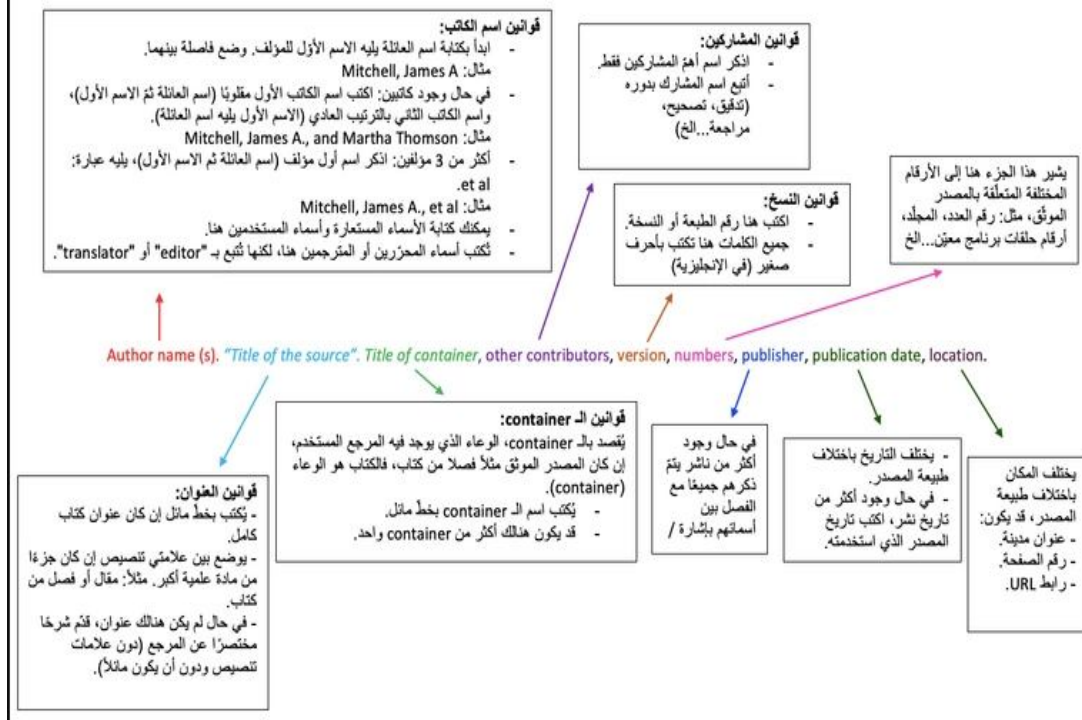 قوانين اسم الكاتب:
- ابدأ بكتابة اسم العائلة يليه الاسم الأوّل للمؤلف. وضع فاصلة بينهما.
مثال: Mitchell, James A
- في حال وجود كاتبين: اكتب اسم الكاتب الأول مقلوبًا (اسم العائلة ثمّ الاسم الأول)،
واسم الكاتب الثاني بالترتيب العادي (الاسم الأول يليه اسم العائلة).
مثال: Mitchell, James A., and Martha Thomson
- أكثر من 3 مؤلفين: اذكر اسم أول مؤلف (اسم العائلة ثم الاسم الأول)، يليه عبارة:
et al.
مثال: Mitchell, James A., et al
- يمكنك كتابة الأسماء المستعارة وأسماء المستخدمين هنا.
- تُكتب أسماء المحرّرين أو المترجمين هنا، لكنها تُتبع بـ "editor" أو "translator".
قوانين المشاركين:
- اذكر اسم أهمّ المشاركين فقط.
- أتبع اسم المشارك بدوره
(تدقيق، تصحيح،
مراجعة...الخ)
قوانين النسخ:
- اكتب هنا رقم الطبعة أو النسخة.
- جميع الكلمات هنا تكتب بأحرف
صغير (في الإنجليزية)
يشير هذا الجزء هنا إلى الأرقام
المختلفة المتعلّقة بالمصدر
الموثّق، مثل: رقم العدد، المجلّد،
أرقام حلقات برنامج معيّن...الخ
Author name (s). "Title of the source". Title of container, other contributors, version, numbers, publisher, publication date, location.
قوانين العنوان:
- يُكتب بخطّ مائل إن كان عنوان كتاب
كامل.
- يوضع بين علامتي تنصيص إن كان جزءًا
من مادة علمية أكبر. مثلاً: مقال أو فصل من
كتاب.
- في حال لم يكن هنالك عنوان، قدّم شرحًا
مختصرًا عن المرجع (دون علامات
تنصيص ودون أن يكون مائلاً).
قوانين الـ container:
يُقصد بالـ container، الوعاء الذي يوجد فيه المرجع المستخدم،
إن كان المصدر الموثق مثلاً فصلا من كتاب، فالكتاب هو الوعاء
(container).
- يُكتب اسم الـ container بخطّ مائل.
- قد يكون هنالك أكثر من container واحد.
في حال وجود
أكثر من ناشر يتمّ
ذكرهم جميعًا مع
الفصل بين
أسمائهم بإشارة /
- يختلف التاريخ باختلاف
طبيعة المصدر.
- في حال وجود أكثر من
تاريخ نشر، اكتب تاريخ
المصدر الذي استخدمته.
يختلف المكان
باختلاف طبيعة
المصدر، قد يكون:
- عنوان مدينة.
- رقم الصفحة.
- رابط URL.